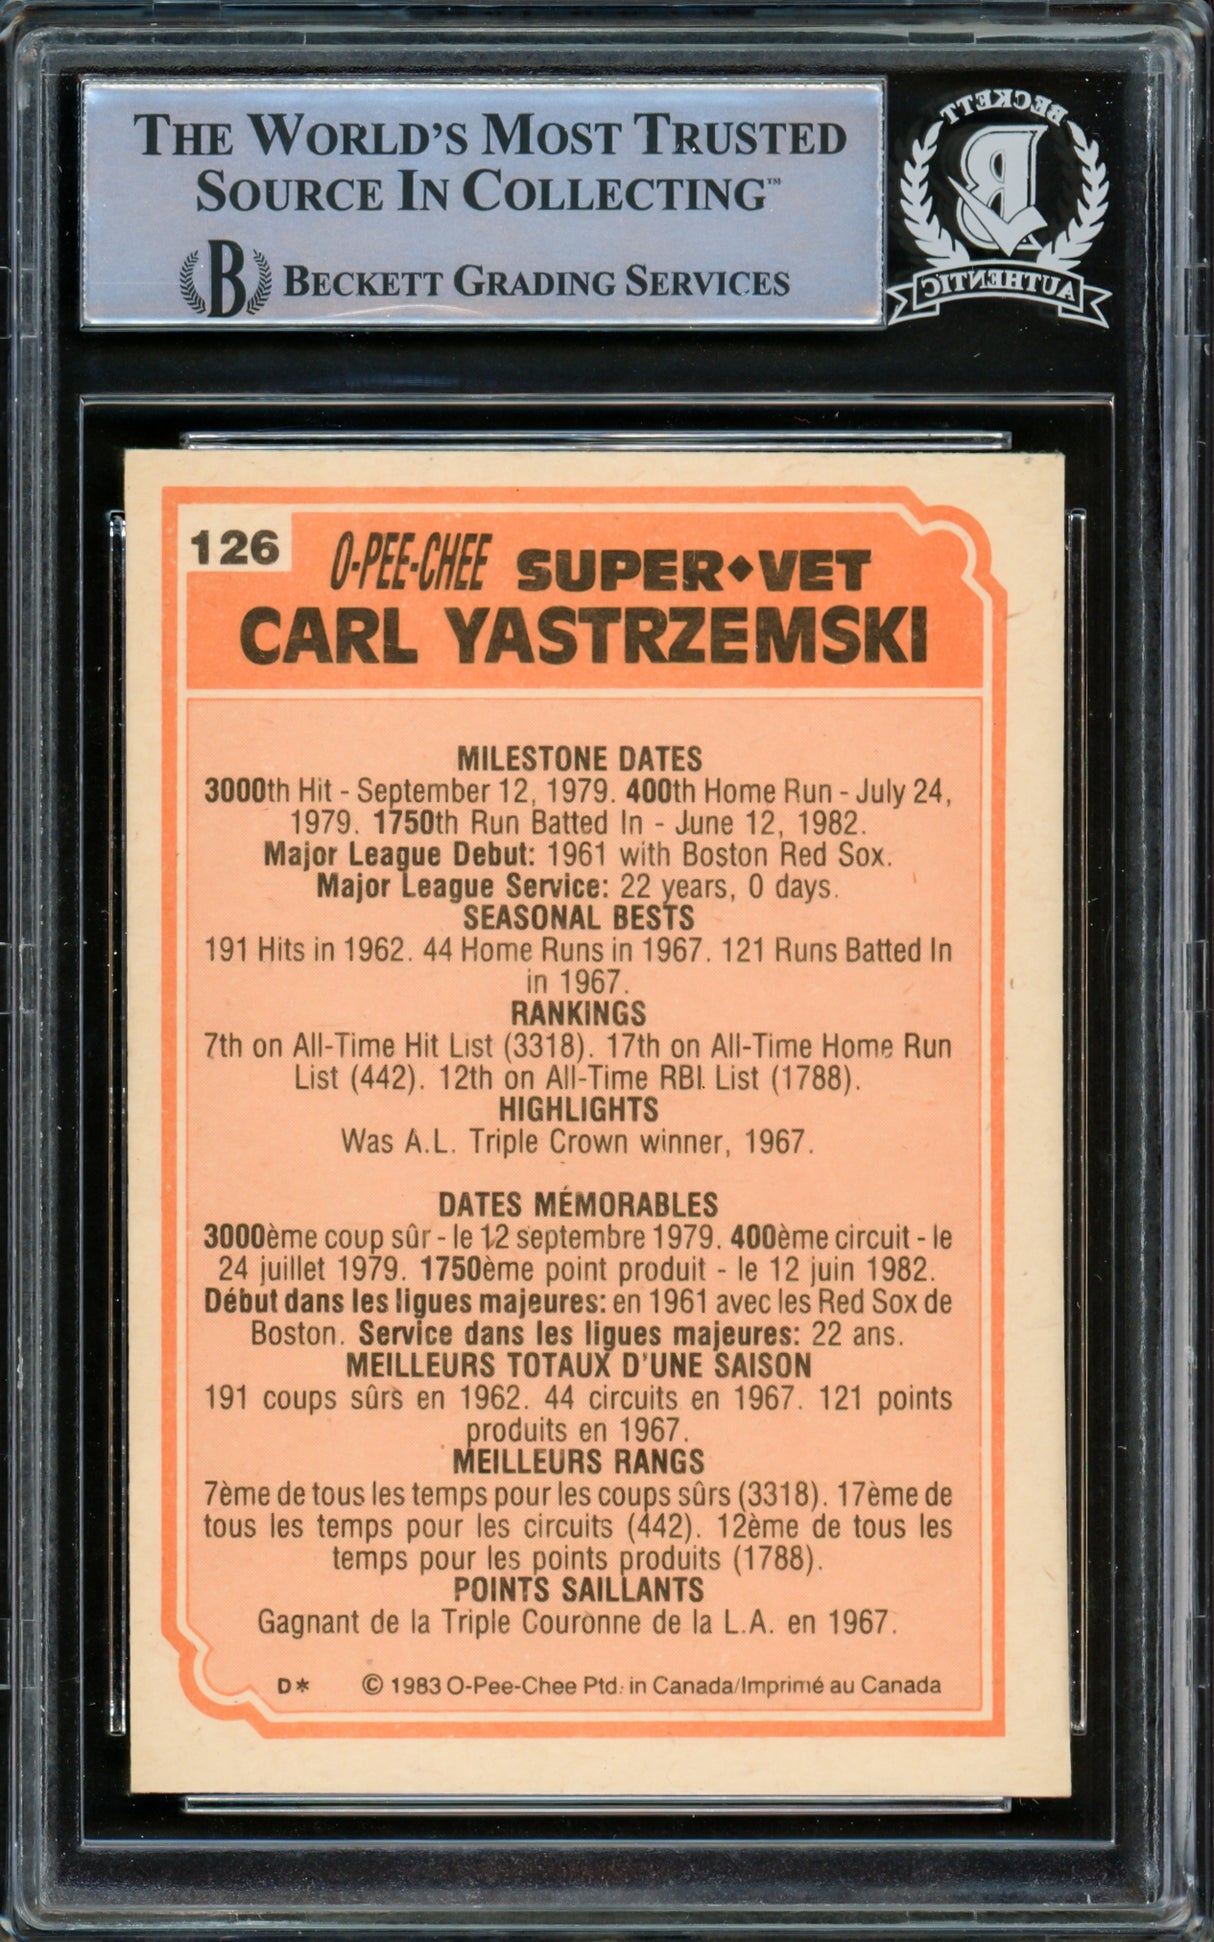 THE WORLD'S MOST TRUSTED
SOURCE IN COLLECTING™
B BECKETT GRADING SERVICES
BECKETT
B
AUTHENTIC
126
O-PEE-CHEE SUPER◆VET
CARL YASTRZEMSKI
MILESTONE DATES
3000th Hit - September 12, 1979. 400th Home Run - July 24,
1979. 1750th Run Batted In - June 12, 1982.
Major League Debut: 1961 with Boston Red Sox.
Major League Service: 22 years, 0 days.
SEASONAL BESTS
191 Hits in 1962. 44 Home Runs in 1967. 121 Runs Batted In
in 1967.
RANKINGS
7th on All-Time Hit List (3318). 17th on All-Time Home Run
List (442). 12th on All-Time RBI List (1788).
HIGHLIGHTS
Was A.L. Triple Crown winner, 1967.
DATES MÉMORABLES
3000ème coup sûr - le 12 septembre 1979. 400ème circuit - le
24 juillet 1979. 1750ème point produit - le 12 juin 1982.
Début dans les ligues majeures: en 1961 avec les Red Sox de
Boston. Service dans les ligues majeures: 22 ans.
MEILLEURS TOTAUX D'UNE SAISON
191 coups sûrs en 1962. 44 circuits en 1967. 121 points
produits en 1967.
MEILLEURS RANGS
7ème de tous les temps pour les coups sûrs (3318). 17ème de
tous les temps pour les circuits (442). 12ème de tous les
temps pour les points produits (1788).
POINTS SAILLANTS
Gagnant de la Triple Couronne de la L.A. en 1967.
D* © 1983 O-Pee-Chee Ptd. in Canada/Imprimé au Canada